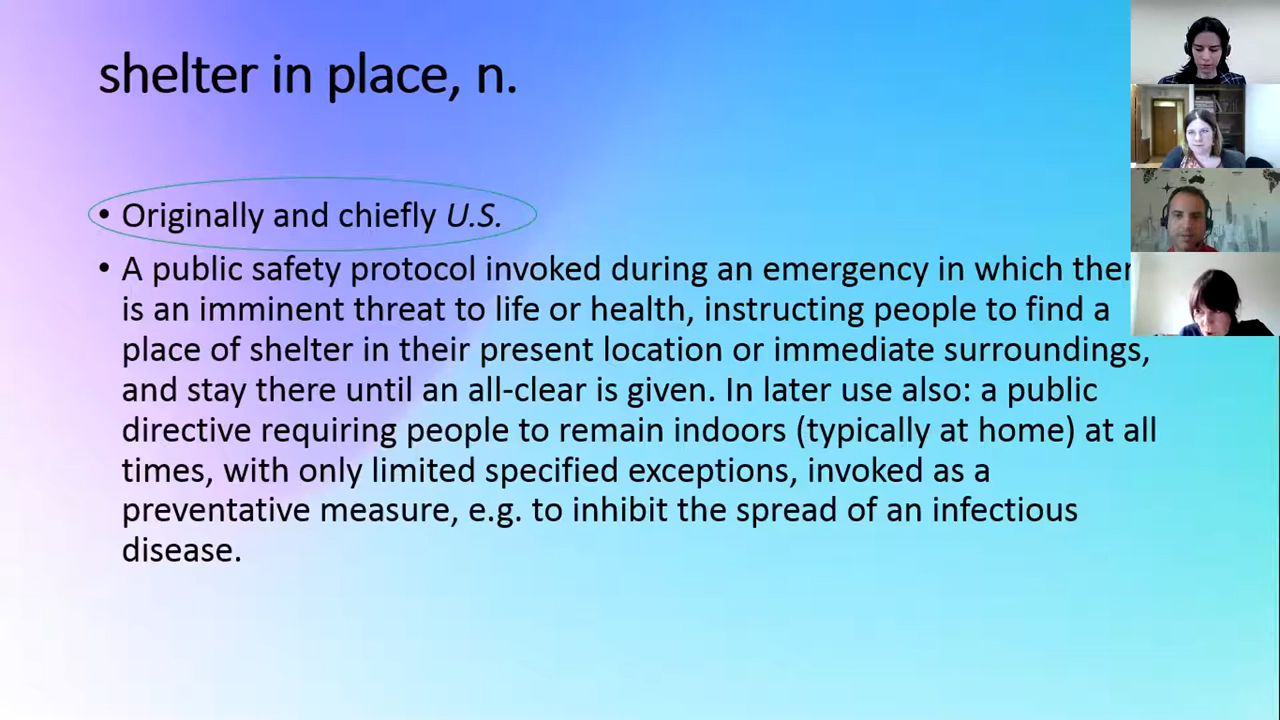 shelter in place, n.
• Originally and chiefly U.S.
• A public safety protocol invoked during an emergency in which
is an imminent threat to life or health, instructing people to find a
place of shelter in their present location or immediate surroundings,
and stay there until an all-clear is given. In later use also: a public
directive requiring people to remain indoors (typically at home) at all
times, with only limited specified exceptions, invoked as a
preventative measure, e.g. to inhibit the spread of an infectious
disease.